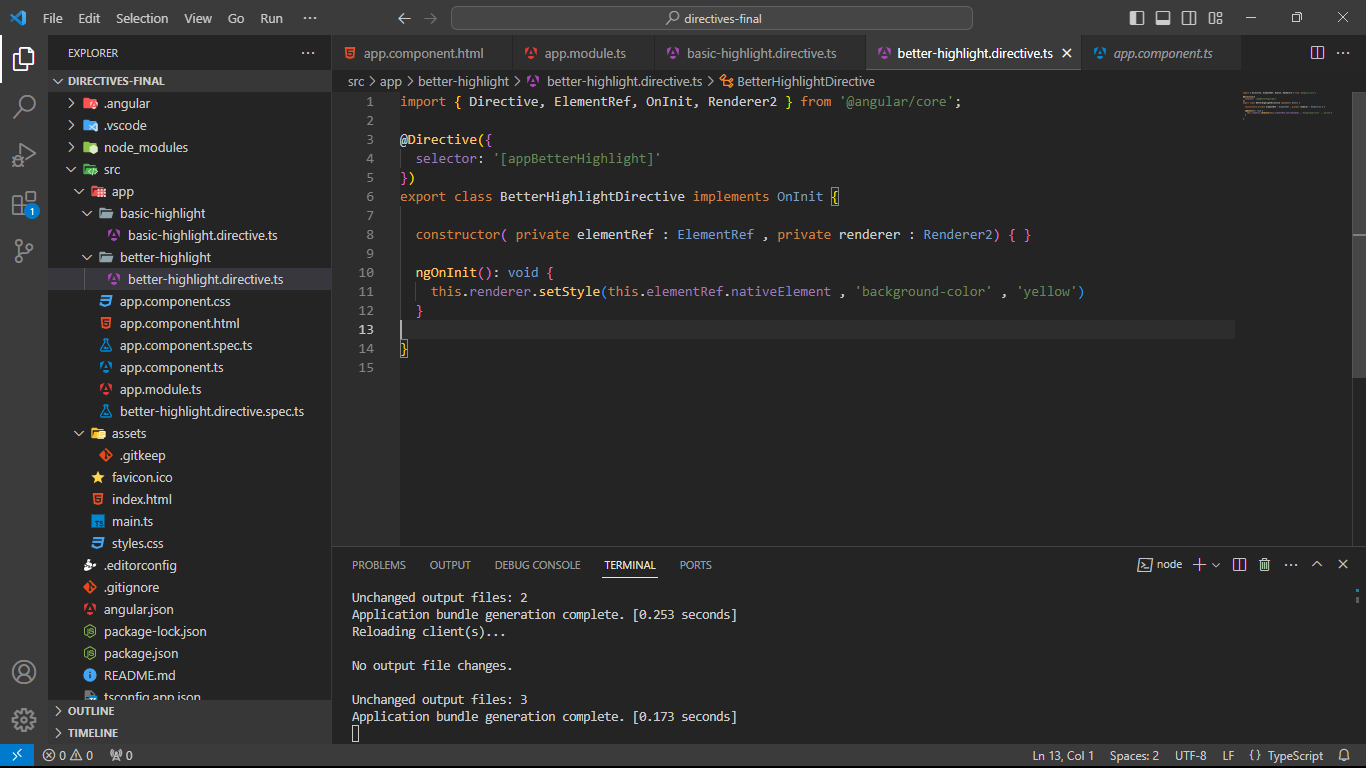 File Edit Selection View Go Run ··· directives-final
EXPLORER ···
DIRECTIVES-FINAL
.angular
.vscode
node_modules
src
app
basic-highlight
basic-highlight.directive.ts
better-highlight
better-highlight.directive.ts
app.component.css
app.component.html
app.component.spec.ts
app.component.ts
app.module.ts
better-highlight.directive.spec.ts
assets
.gitkeep
favicon.ico
index.html
main.ts
styles.css
.editorconfig
.gitignore
angular.json
package-lock.json
package.json
README.md
tsconfig.app.json
OUTLINE
TIMELINE
1
app.component.html app.module.ts basic-highlight.directive.ts better-highlight.directive.ts app.component.ts
src > app > better-highlight > better-highlight.directive.ts > BetterHighlightDirective
1 import { Directive, ElementRef, OnInit, Renderer2 } from '@angular/core';
2
3 @Directive({
4 selector: '[appBetterHighlight]'
5 })
6 export class BetterHighlightDirective implements OnInit {
7
8 constructor( private elementRef : ElementRef , private renderer : Renderer2) { }
9
10 ngOnInit(): void {
11 this.renderer.setStyle(this.elementRef.nativeElement , 'background-color' , 'yellow')
12 }
13
14 }
15
PROBLEMS OUTPUT DEBUG CONSOLE TERMINAL PORTS node
Unchanged output files: 2
Application bundle generation complete. [0.253 seconds]
Reloading client(s)...
No output file changes.
Unchanged output files: 3
Application bundle generation complete. [0.173 seconds]
0 0 0 Ln 13, Col 1 Spaces: 2 UTF-8 LF {} TypeScript